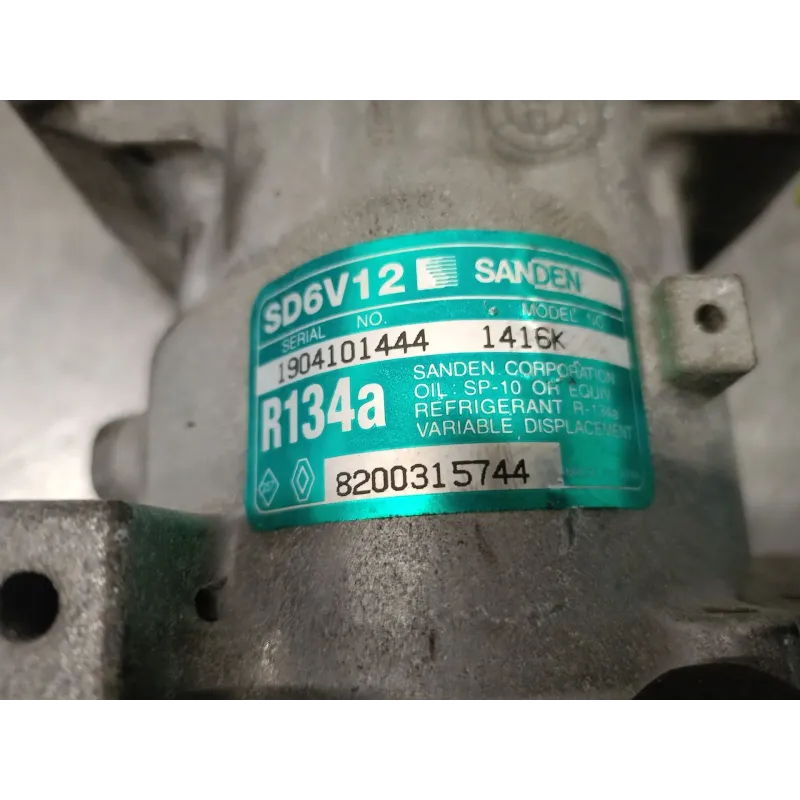 SD6V12 SANDEN
SERIAL NO. MODEL NO.
1904101444 1416K
R134a
SANDEN CORPORATION
OIL : SP-10 OR EQUIV
REFRIGERANT R-134a
VARIABLE DISPLACEMENT
8200315744